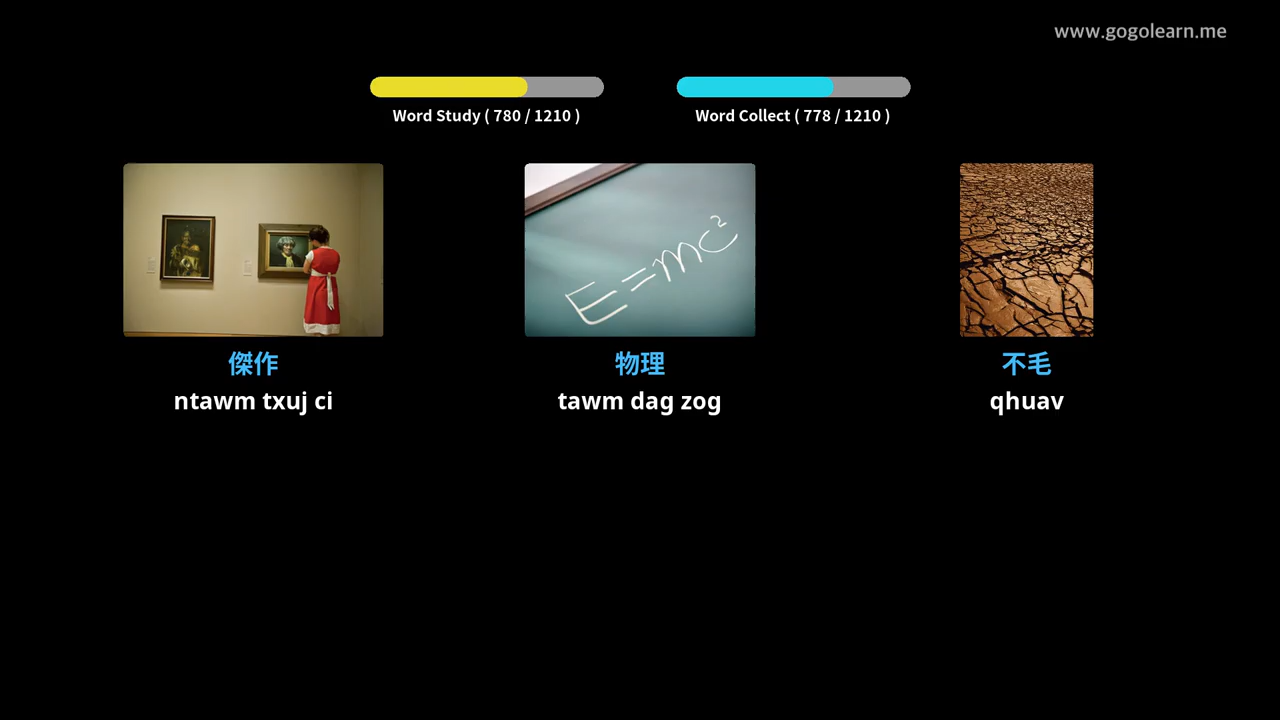 www.gogolearn.me
Word Study ( 780 / 1210 )
Word Collect ( 778 / 1210 )
E=mc²
傑作
物理
不毛
ntawm txuj ci
tawm dag zog
qhuav